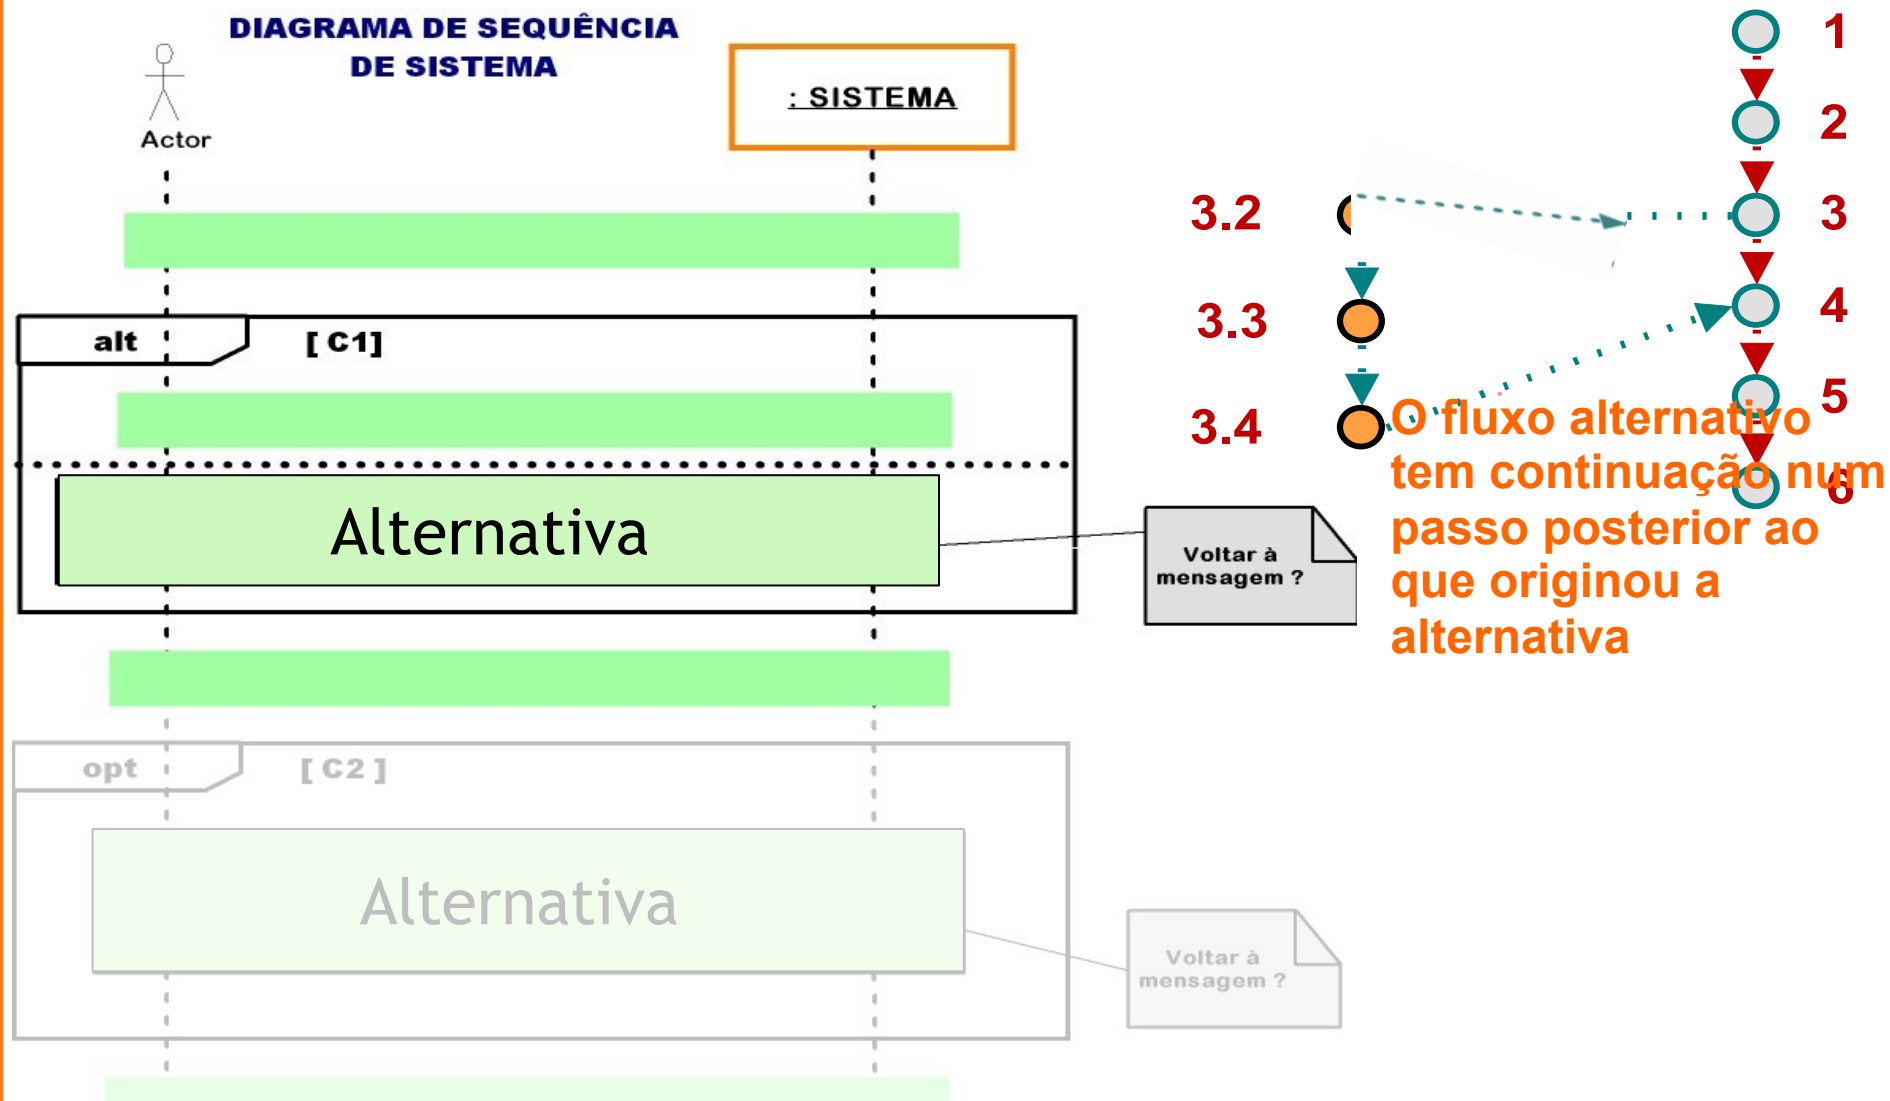 DIAGRAMA DE SEQUÊNCIA
DE SISTEMA
Actor
: SISTEMA
alt
[ C1]
Alternativa
Voltar à
mensagem ?
opt
[ C2 ]
Alternativa
Voltar à
mensagem ?
1
2
3
4
5
6
3.2
3.3
3.4
O fluxo alternativo
tem continuação num
passo posterior ao
que originou a
alternativa